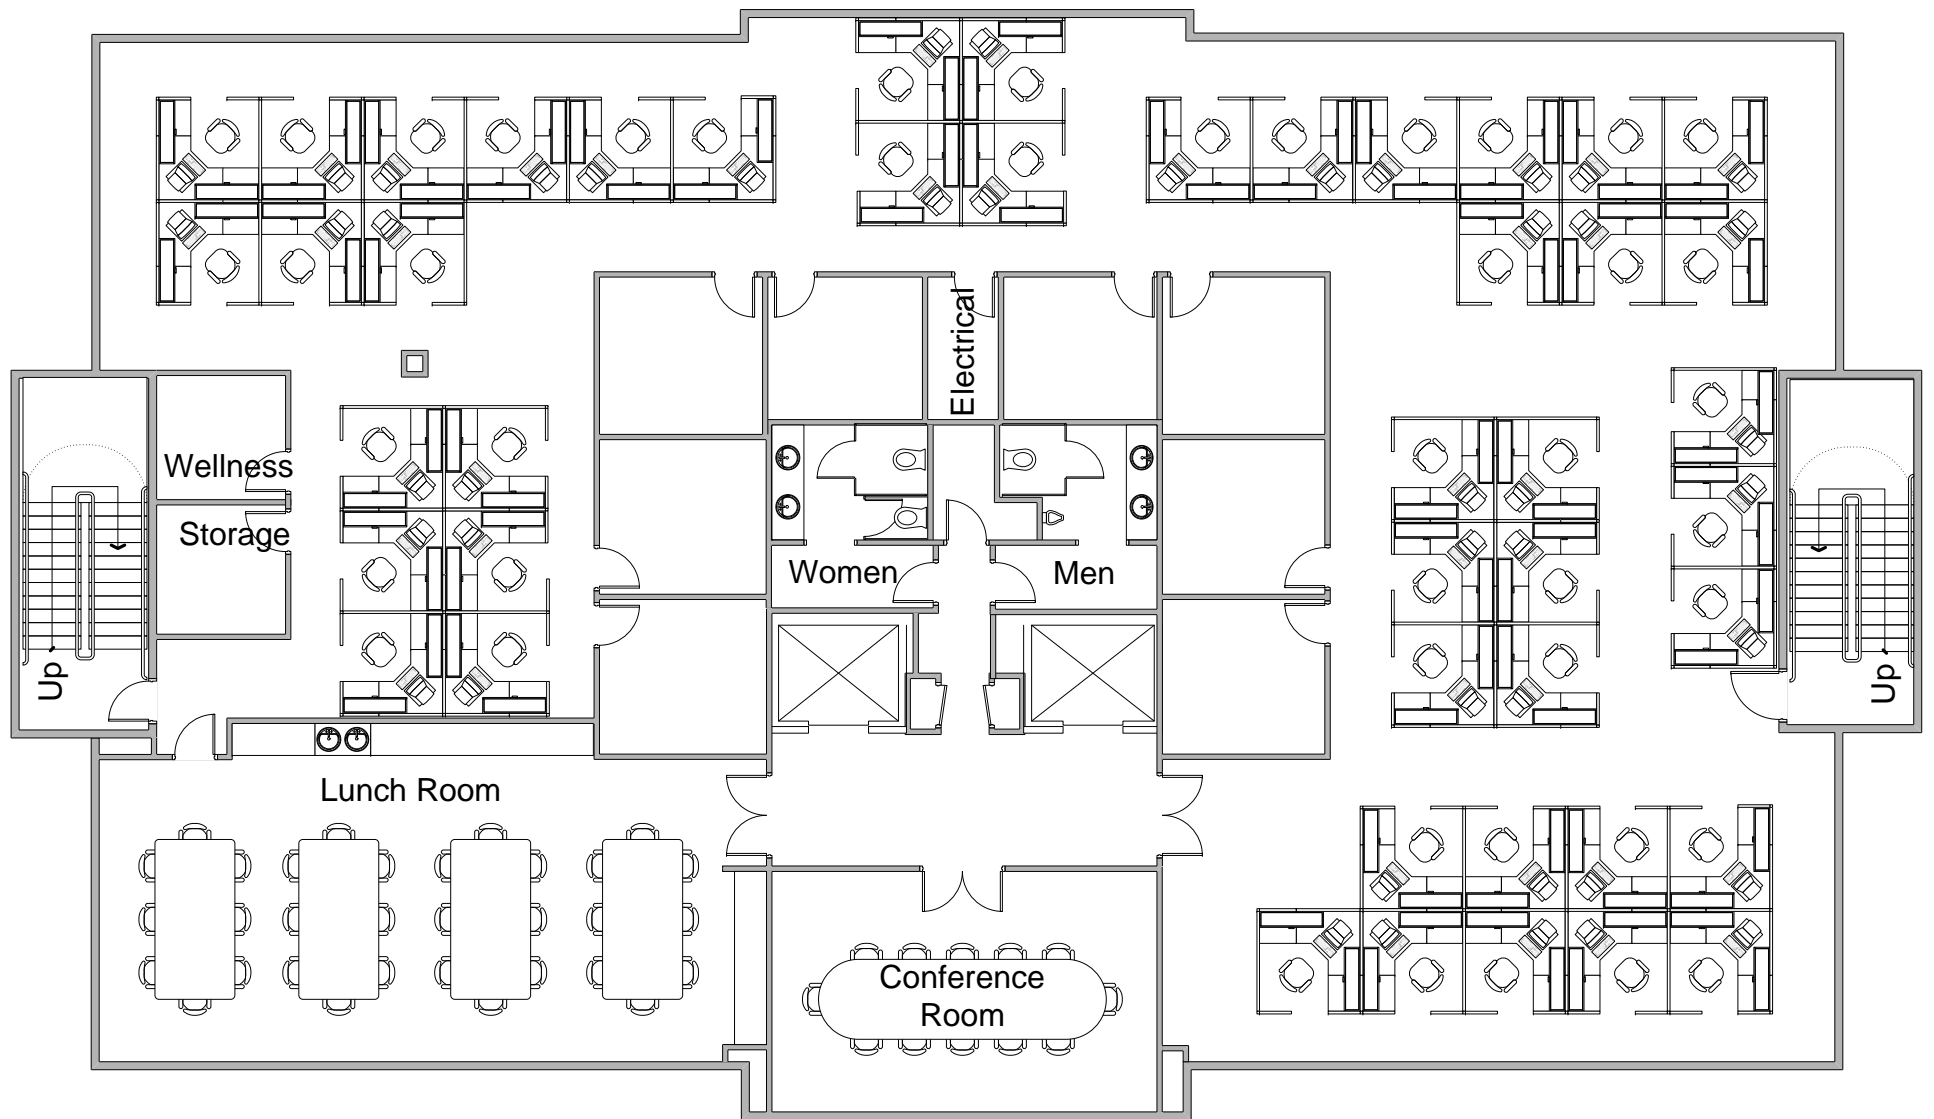 Electrical
Wellness
Storage
Women
Men
Up
Up
Lunch Room
Conference
Room